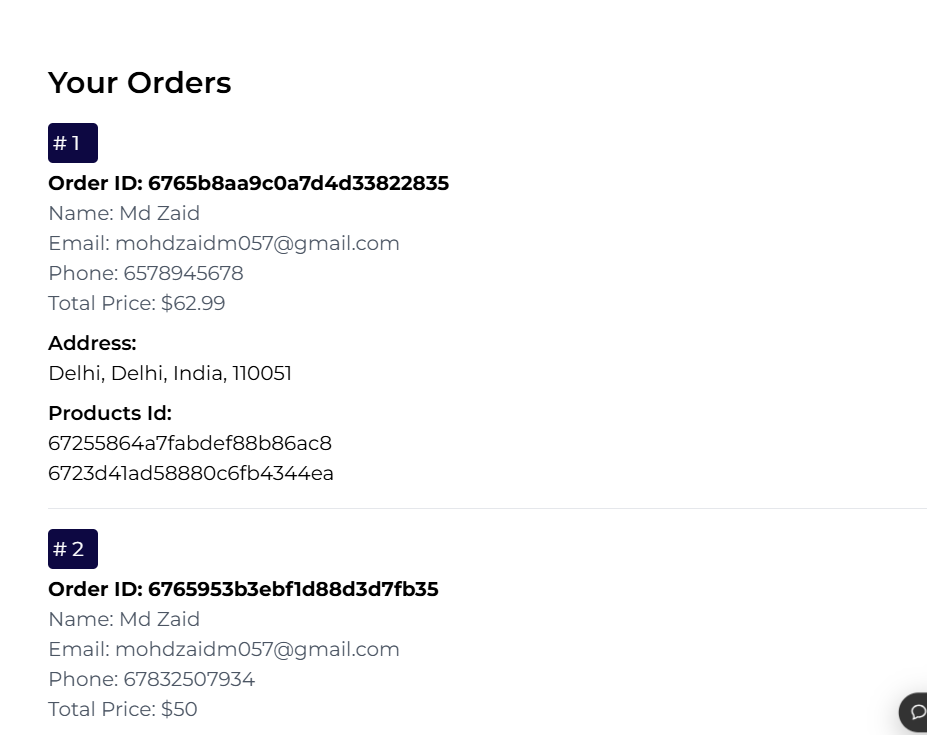 Your Orders
# 1
Order ID: 6765b8aa9c0a7d4d33822835
Name: Md Zaid
Email: mohdzaidm057@gmail.com
Phone: 6578945678
Total Price: $62.99
Address:
Delhi, Delhi, India, 110051
Products Id:
67255864a7fabdef88b86ac8
6723d41ad58880c6fb4344ea
# 2
Order ID: 6765953b3ebf1d88d3d7fb35
Name: Md Zaid
Email: mohdzaidm057@gmail.com
Phone: 67832507934
Total Price: $50